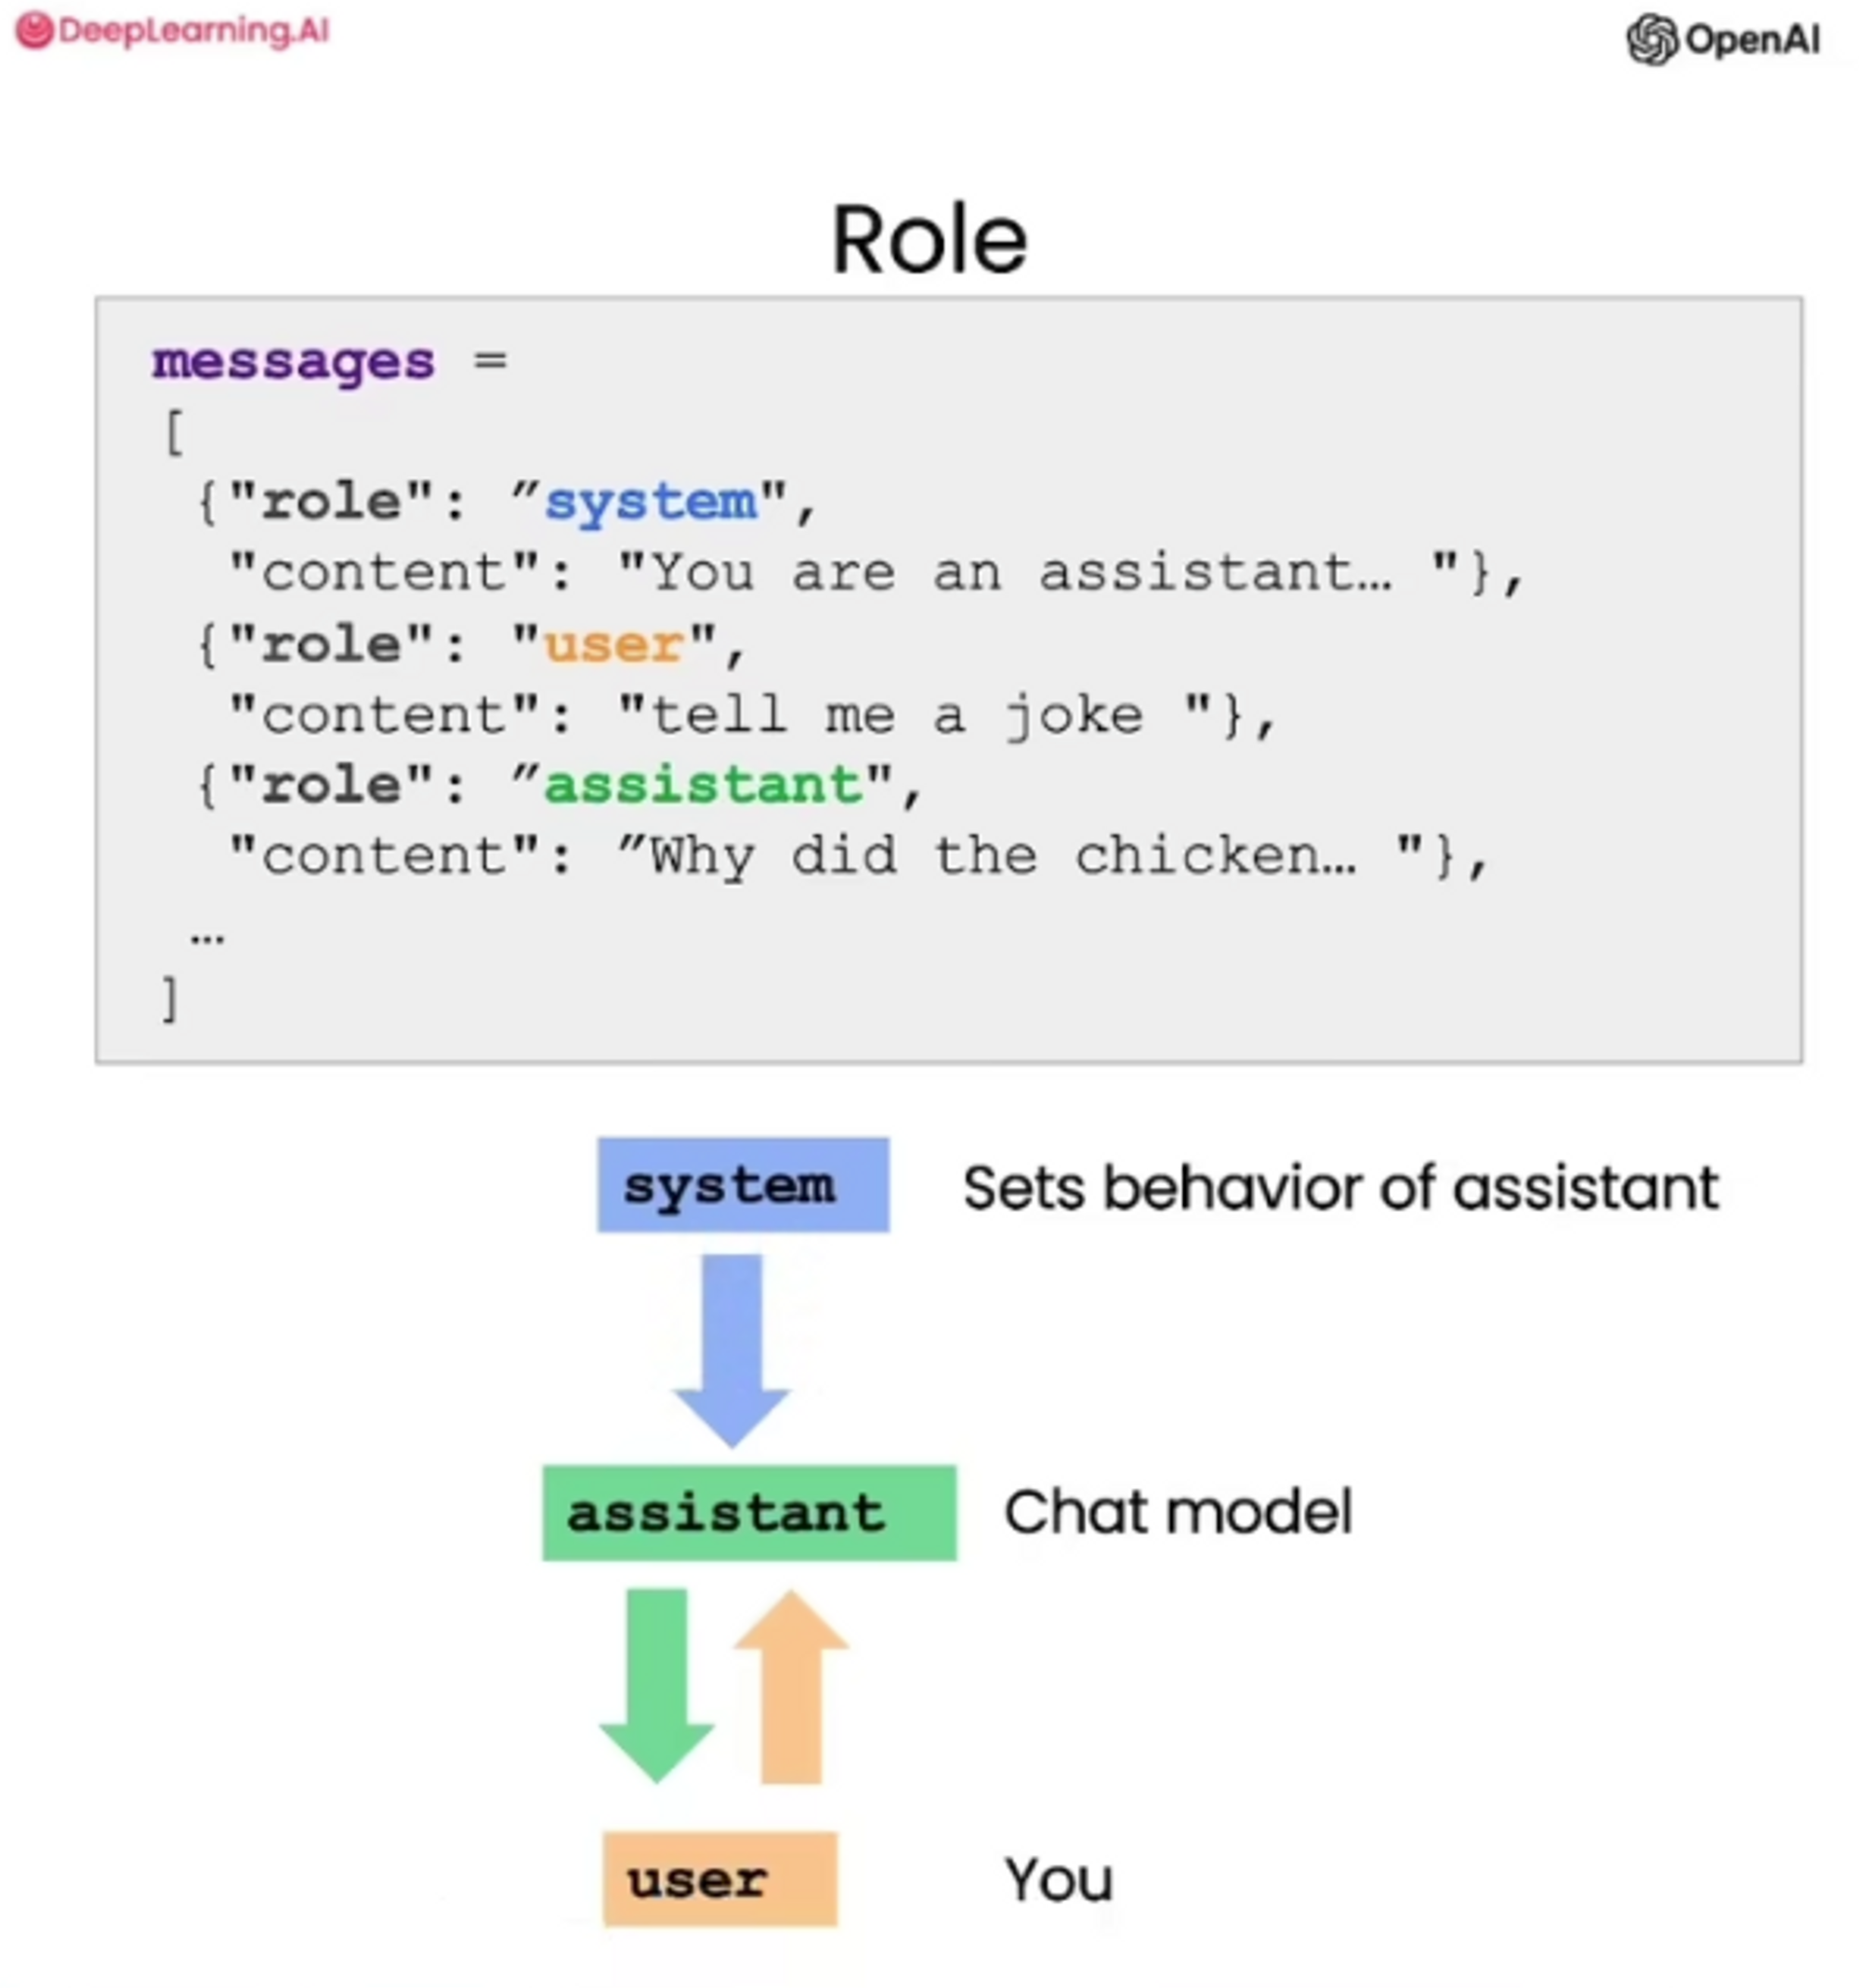 DeepLearning.AI
OpenAI
Role
messages =
[
{"role": ”system",
"content": "You are an assistant… "},
{"role": "user",
"content": "tell me a joke "},
{"role": ”assistant",
"content": ”Why did the chicken… "},
…
]
system Sets behavior of assistant
assistant Chat model
user You